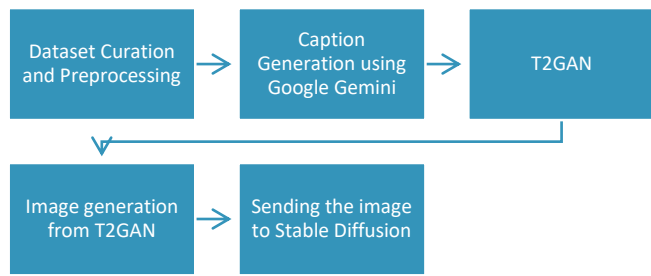 Dataset Curation
and Preprocessing
Caption
Generation using
Google Gemini
T2GAN
Image generation
from T2GAN
Sending the image
to Stable Diffusion